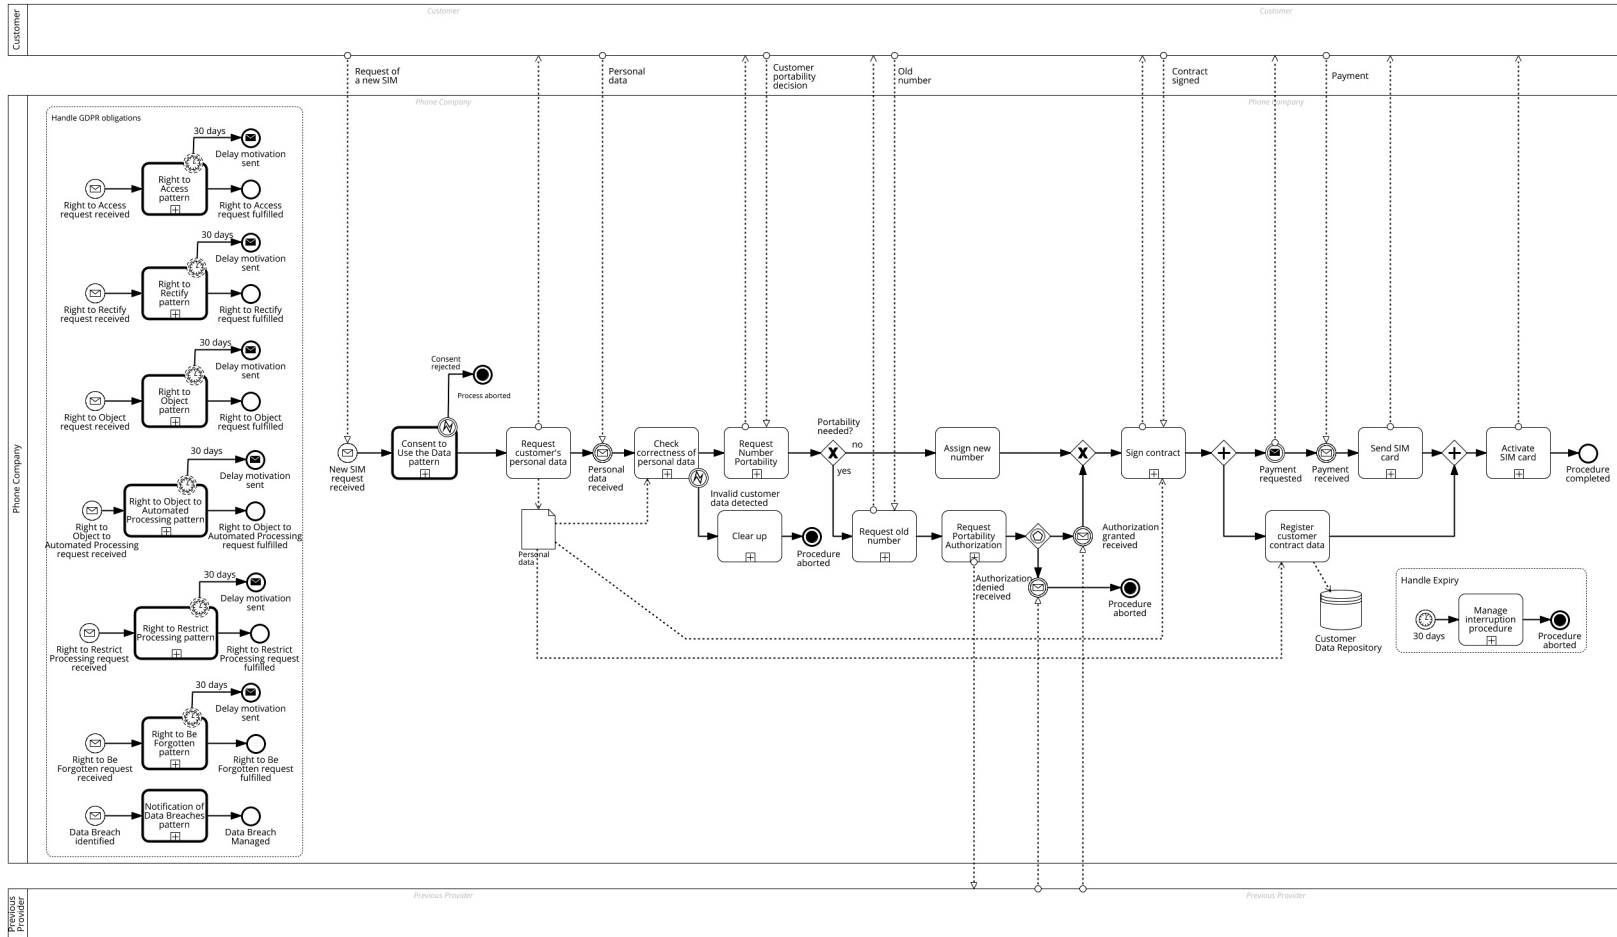 Customer
Customer
Customer
Request of
a new SIM
Personal
data
Customer
portability
decision
Old
number
Contract
signed
Payment
Phone Company
Phone Company
Phone Company
Handle GDPR obligations
30 days
Delay motivation
sent
Right to
Access
pattern
Right to Access
request received
Right to Access
request fulfilled
30 days
Delay motivation
sent
Right to
Rectify
pattern
Right to Rectify
request received
Right to Rectify
request fulfilled
30 days
Delay motivation
sent
Right to
Object
pattern
Right to Object
request received
Right to Object
request fulfilled
30 days
Delay motivation
sent
Right to Object to
Automated
Processing pattern
Right to
Object to
Automated Processing
request received
Right to Object to
Automated Processing
request fulfilled
30 days
Delay motivation
sent
Right to Restrict
Processing pattern
Right to Restrict
Processing request
received
Right to Restrict
Processing request
fulfilled
30 days
Delay motivation
sent
Right to Be
Forgotten
pattern
Right to Be
Forgotten request
received
Right to Be
Forgotten request
fulfilled
Notification of
Data Breaches
pattern
Data Breach
identified
Data Breach
Managed
New SIM
request
received
Consent to
Use the Data
pattern
Consent
rejected
Process aborted
Request
customer's
personal data
Personal
data
Personal
data
received
Check
correctness of
personal data
Invalid customer
data detected
Clear up
Procedure
aborted
Request
Number
Portability
Portability
needed?
no
yes
Assign new
number
Request old
number
Request
Portability
Authorization
Authorization
denied
received
Authorization
granted
received
Procedure
aborted
Sign contract
Payment
requested
Payment
received
Send SIM
card
Activate
SIM card
Procedure
completed
Register
customer
contract data
Customer
Data Repository
Handle Expiry
30 days
Manage
interruption
procedure
Procedure
aborted
Previous
Provider
Previous Provider
Previous Provider